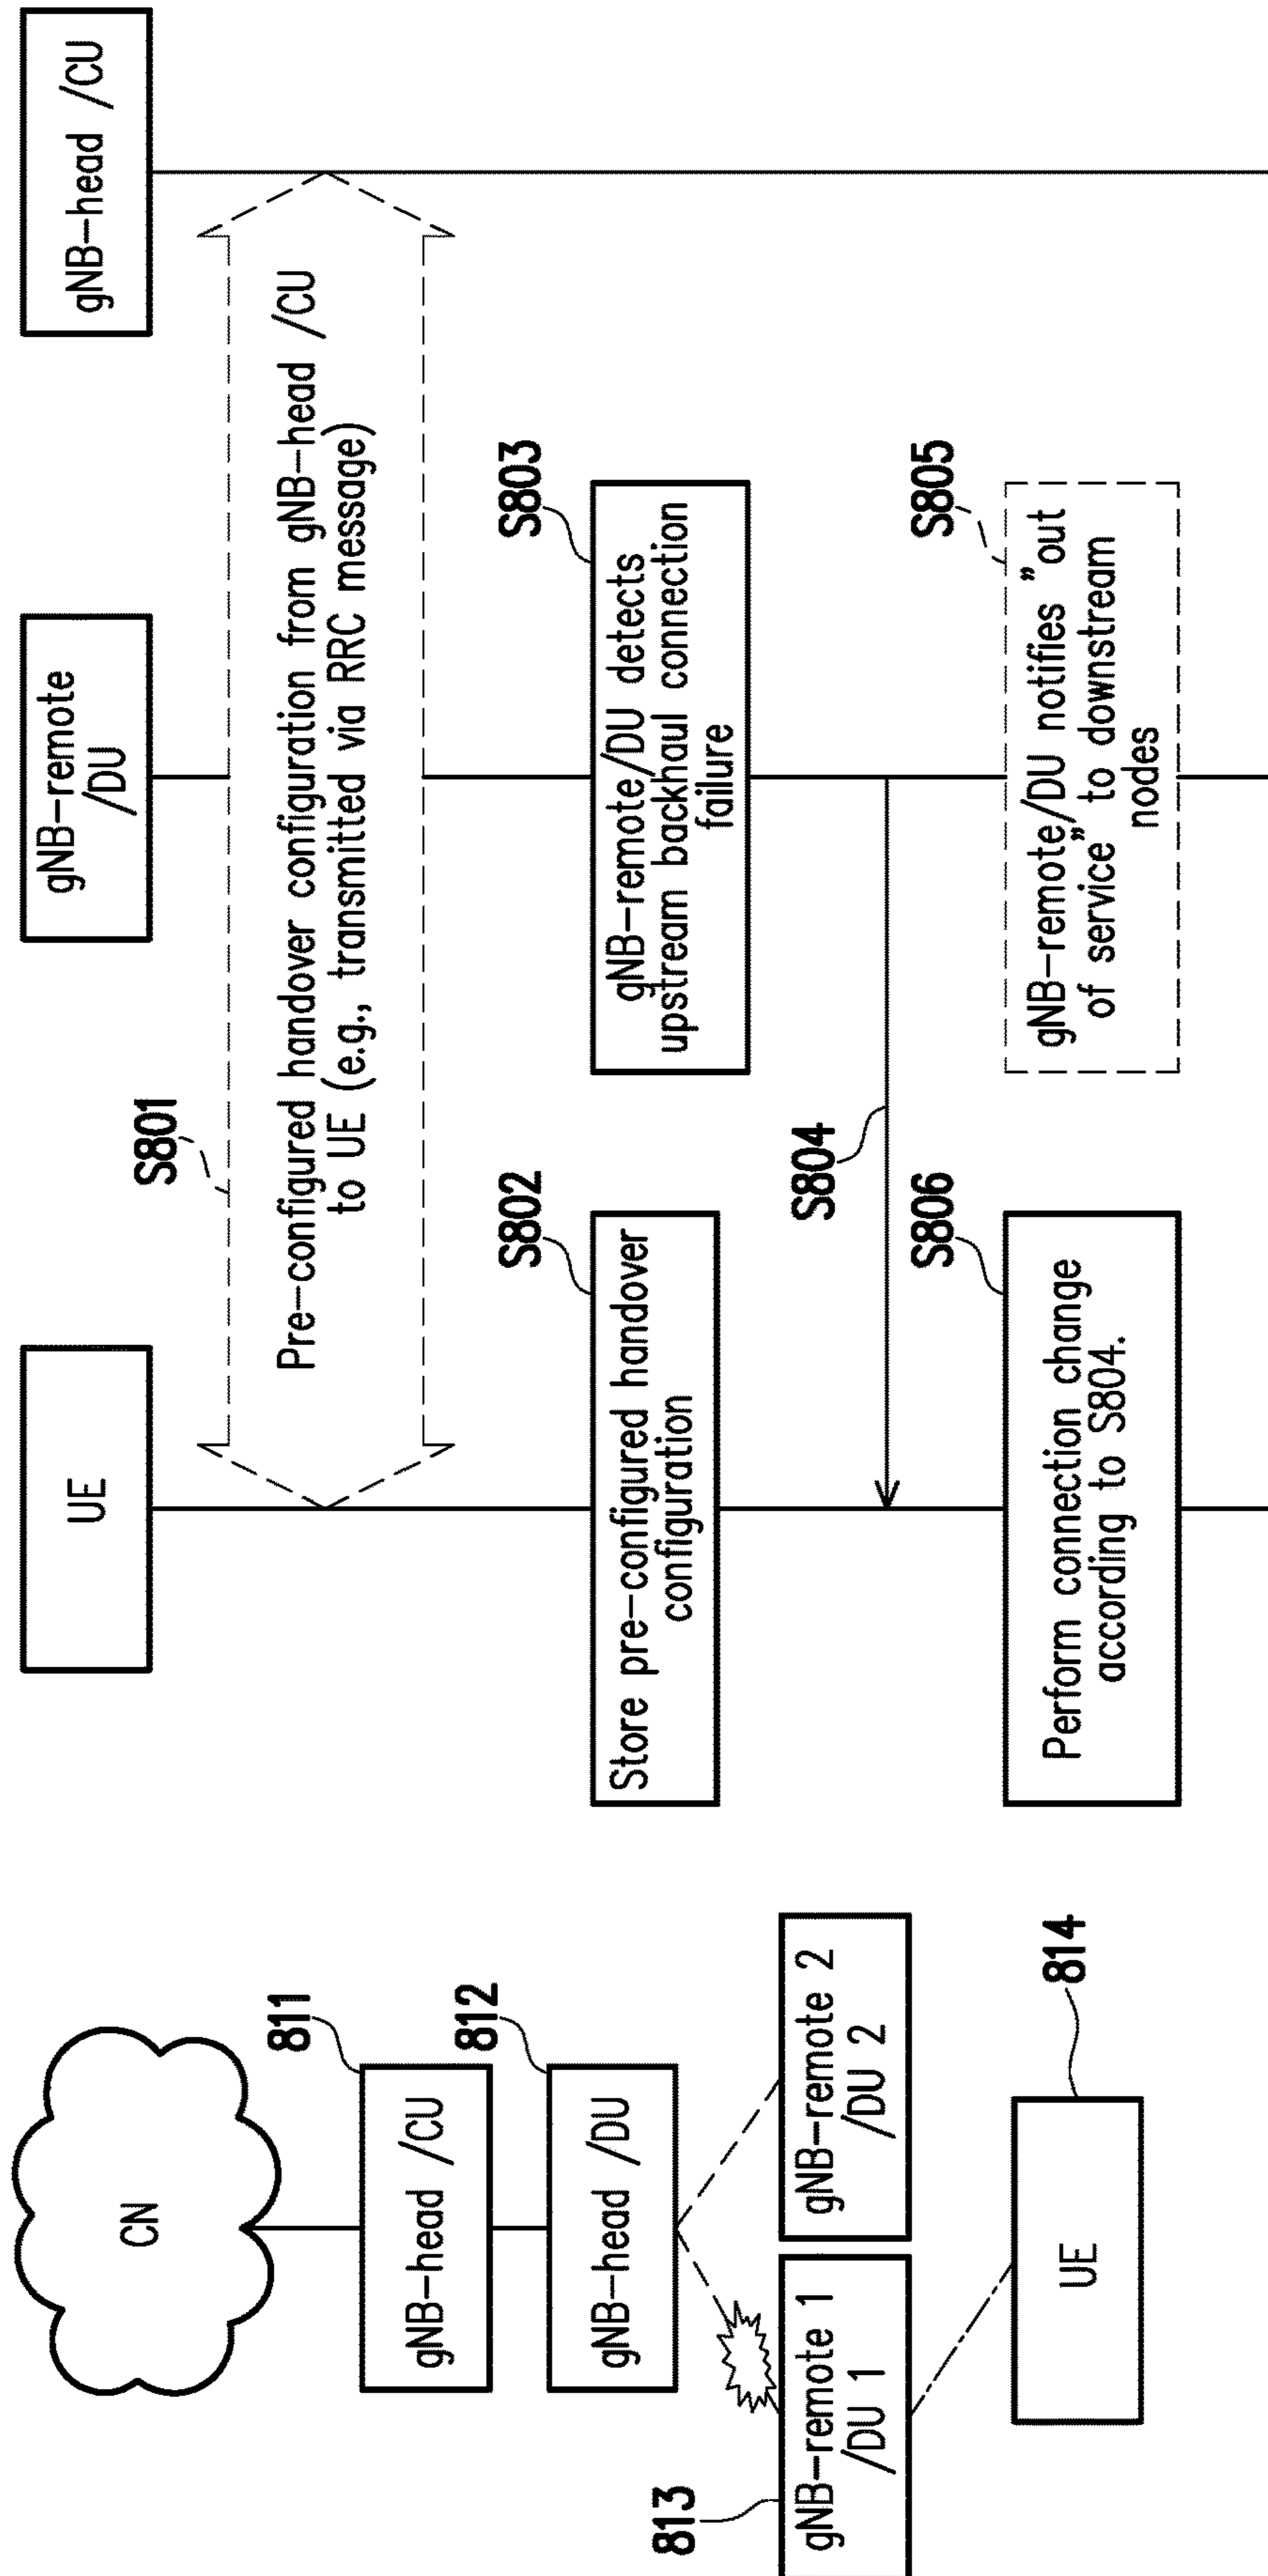 CN
811
gNB-head /CU
812
gNB-head /DU
813
gNB-remote 1
/DU 1
gNB-remote 2
/DU 2
814
UE
UE
gNB-remote
/DU
gNB-head /CU
S801
Pre-configured handover configuration from gNB-head /CU
to UE (e.g., transmitted via RRC message)
S802
Store pre-configured handover
configuration
S803
gNB-remote/DU detects
upstream backhaul connection
failure
S804
S805
gNB-remote/DU notifies "out
of service" to downstream
nodes
S806
Perform connection change
according to S804.